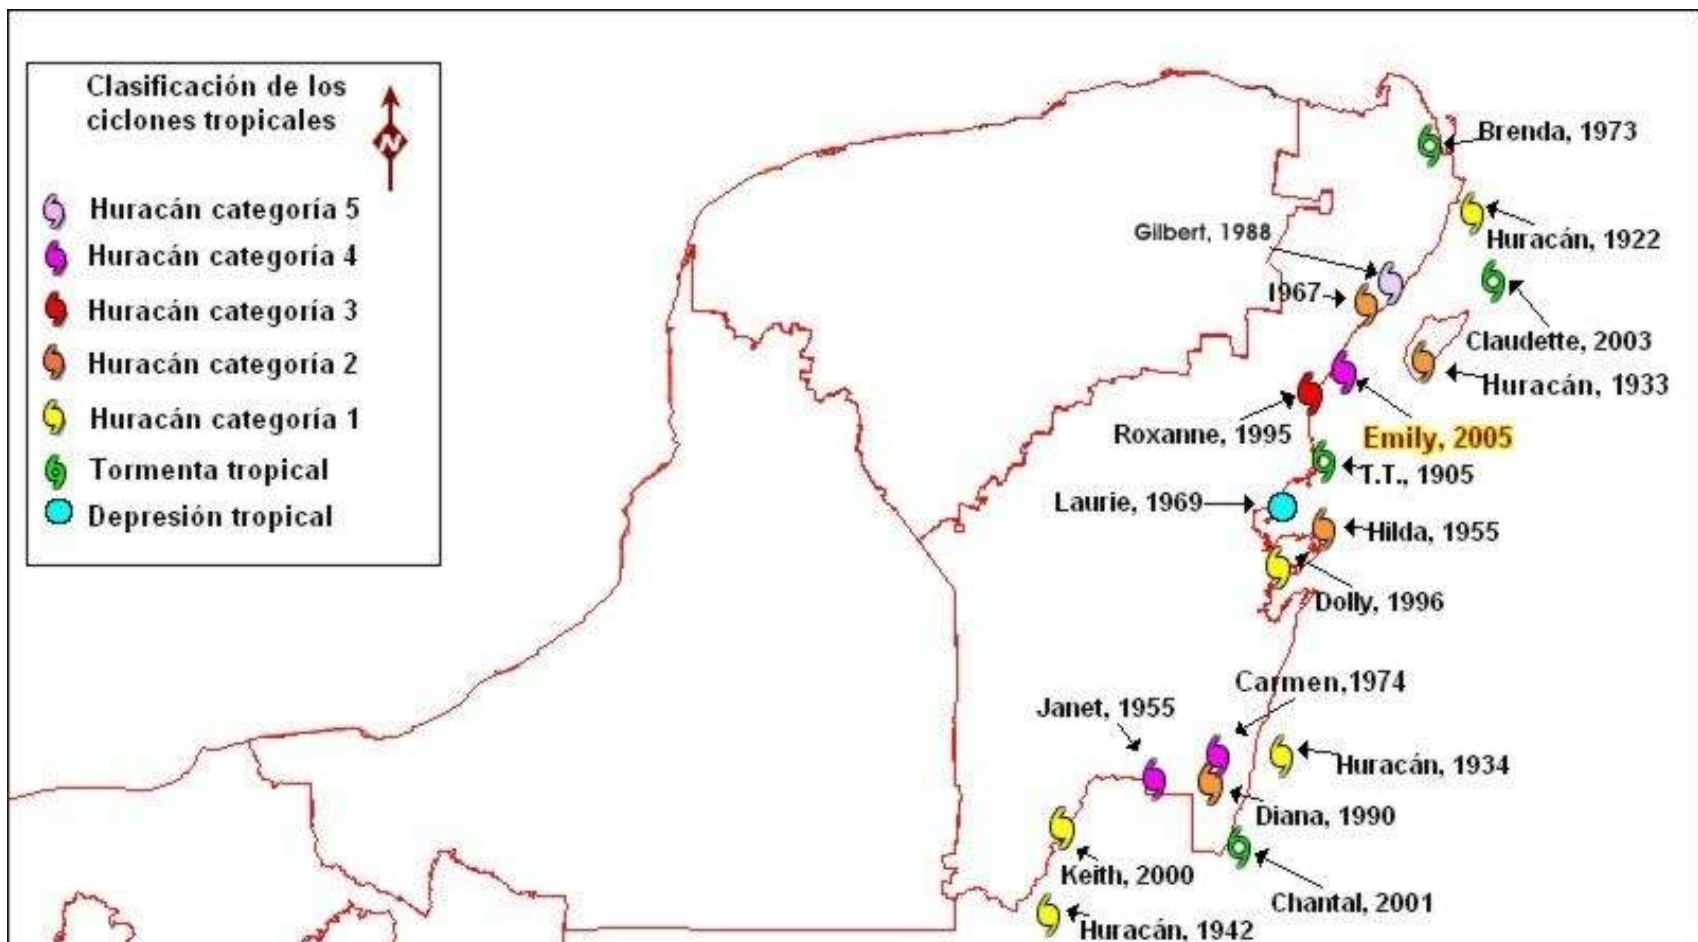 Clasificación de los
ciclones tropicales
N
Huracán categoría 5
Huracán categoría 4
Huracán categoría 3
Huracán categoría 2
Huracán categoría 1
Tormenta tropical
Depresión tropical
Brenda, 1973
Huracán, 1922
Gilbert, 1988
1967
Claudette, 2003
Huracán, 1933
Roxanne, 1995
Emily, 2005
T.T., 1905
Laurie, 1969
Hilda, 1955
Dolly, 1996
Carmen,1974
Janet, 1955
Huracán, 1934
Diana, 1990
Keith, 2000
Chantal, 2001
Huracán, 1942